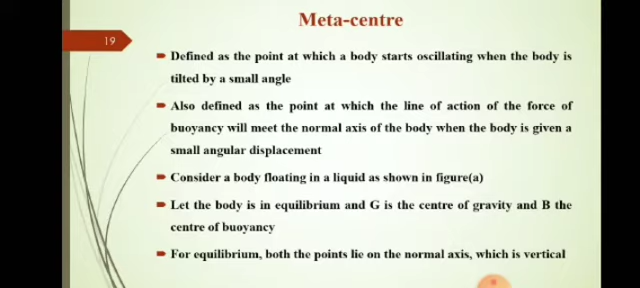 Meta-centre
19
Defined as the point at which a body starts oscillating when the body is
tilted by a small angle
Also defined as the point at which the line of action of the force of
buoyancy will meet the normal axis of the body when the body is given a
small angular displacement
Consider a body floating in a liquid as shown in figure(a)
Let the body is in equilibrium and G is the centre of gravity and B the
centre of buoyancy
For equilibrium, both the points lie on the normal axis, which is vertical